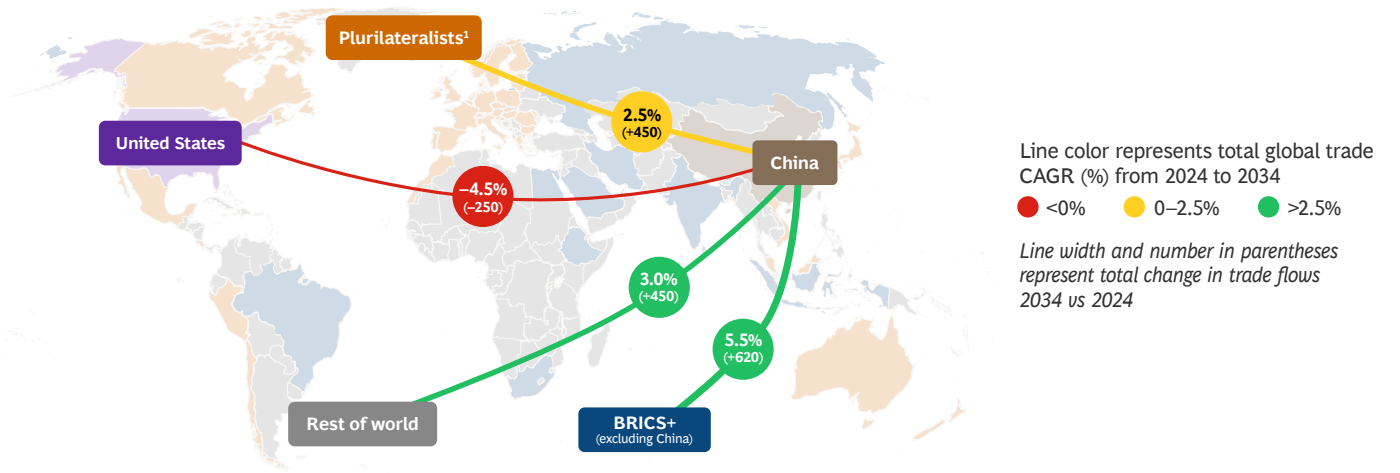 Plurilateralists¹
United States
2.5%
(+450)
China
–4.5%
(–250)
3.0%
(+450)
5.5%
(+620)
Rest of world
BRICS+
(excluding China)
Line color represents total global trade
CAGR (%) from 2024 to 2034
<0%
0–2.5%
>2.5%
Line width and number in parentheses
represent total change in trade flows
2034 vs 2024